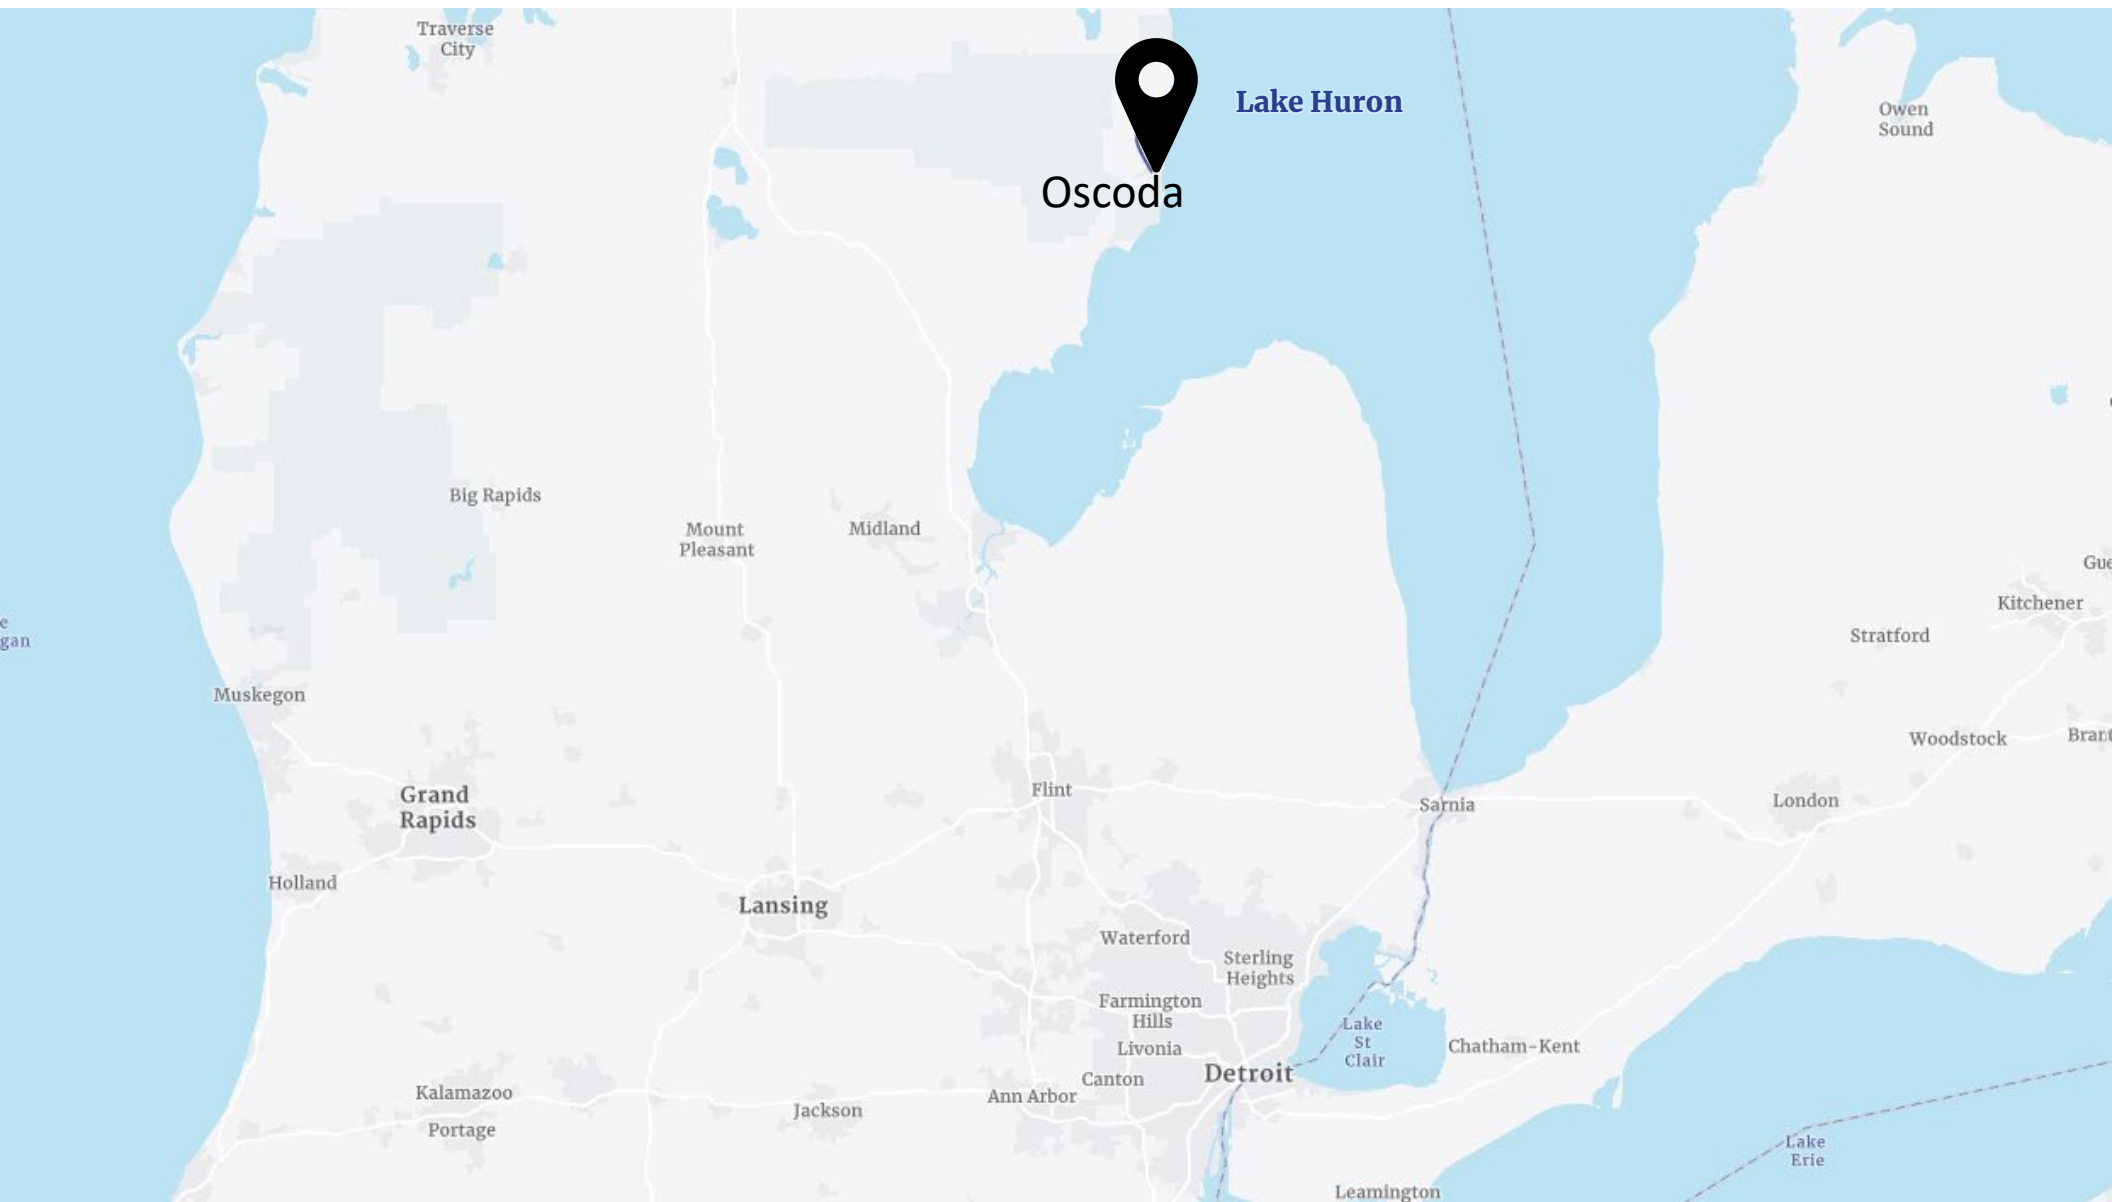 Traverse
City
Lake Huron
Owen
Sound
Oscoda
Big Rapids
Mount
Pleasant
Midland
Kitchener
Stratford
Muskegon
Woodstock
Grand
Rapids
Flint
Sarnia
London
Holland
Lansing
Waterford
Sterling
Heights
Farmington
Hills
Livonia
Lake
St
Clair
Chatham-Kent
Detroit
Canton
Ann Arbor
Kalamazoo
Jackson
Portage
Lake
Erie
Leamington